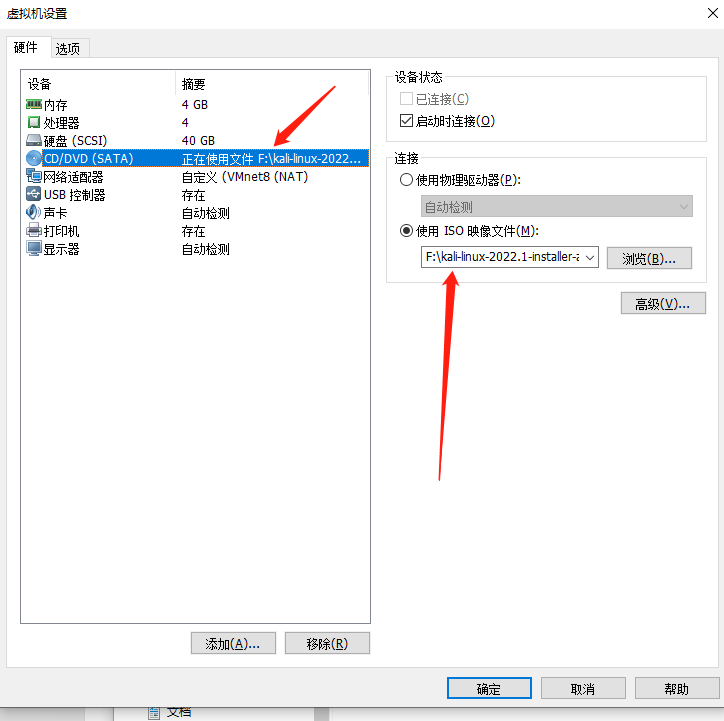 虚拟机设置
硬件 选项
设备 摘要
内存 4 GB
处理器 4
硬盘 (SCSI) 40 GB
CD/DVD (SATA) 正在使用文件 F:\kali-linux-2022...
网络适配器 自定义 (VMnet8 (NAT)
USB 控制器 存在
声卡 自动检测
打印机 存在
显示器 自动检测
添加(A)... 移除(R)
设备状态
已连接(C)
启动时连接(O)
连接
使用物理驱动器(P):
自动检测
使用 ISO 映像文件(M):
F:\kali-linux-2022.1-installer-a 浏览(B)...
高级(V)...
确定 取消 帮助
文档